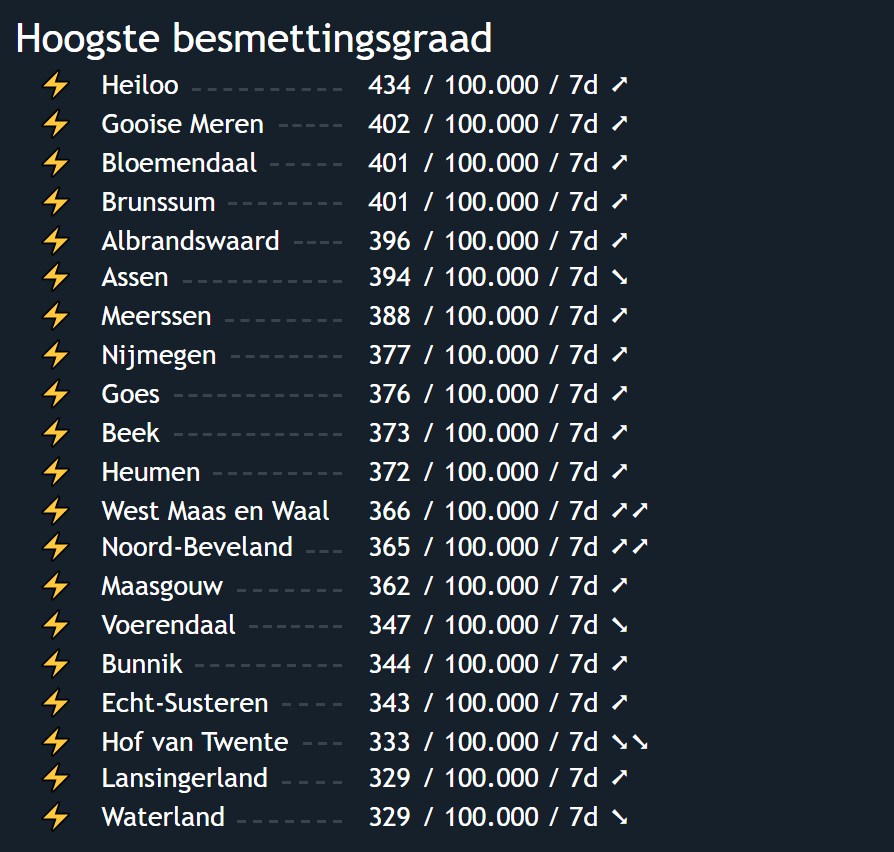 Hoogste besmettingsgraad
⚡ Heiloo ---------- 434 / 100.000 / 7d ➚
⚡ Gooise Meren ----- 402 / 100.000 / 7d ➚
⚡ Bloemendaal ----- 401 / 100.000 / 7d ➚
⚡ Brunssum -------- 401 / 100.000 / 7d ➚
⚡ Albrandswaard ---- 396 / 100.000 / 7d ➚
⚡ Assen ----------- 394 / 100.000 / 7d ➘
⚡ Meerssen -------- 388 / 100.000 / 7d ➚
⚡ Nijmegen -------- 377 / 100.000 / 7d ➚
⚡ Goes ------------ 376 / 100.000 / 7d ➚
⚡ Beek ------------ 373 / 100.000 / 7d ➚
⚡ Heumen --------- 372 / 100.000 / 7d ➚
⚡ West Maas en Waal 366 / 100.000 / 7d ➚➚
⚡ Noord-Beveland --- 365 / 100.000 / 7d ➚➚
⚡ Maasgouw ------- 362 / 100.000 / 7d ➚
⚡ Voerendaal ------- 347 / 100.000 / 7d ➘
⚡ Bunnik ---------- 344 / 100.000 / 7d ➚
⚡ Echt-Susteren ---- 343 / 100.000 / 7d ➚
⚡ Hof van Twente --- 333 / 100.000 / 7d ➘➘
⚡ Lansingerland ---- 329 / 100.000 / 7d ➚
⚡ Waterland ------- 329 / 100.000 / 7d ➘